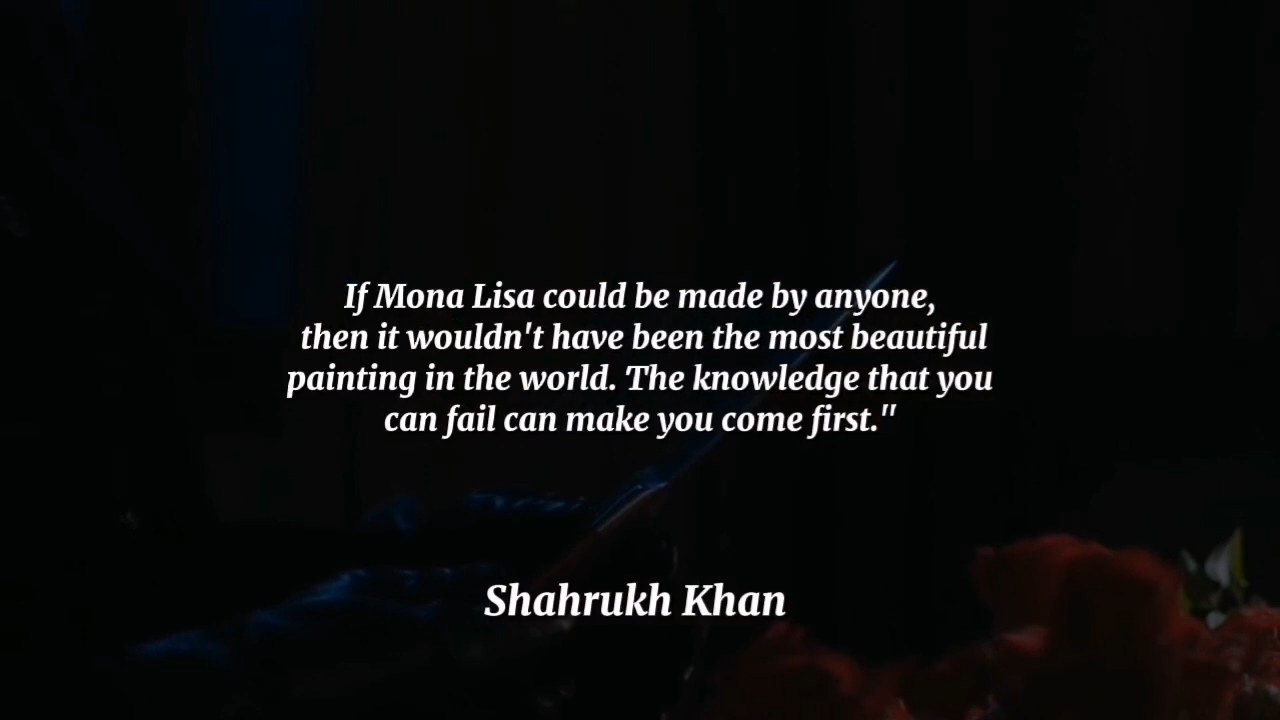 If Mona Lisa could be made by anyone,
then it wouldn't have been the most beautiful
painting in the world. The knowledge that you
can fail can make you come first."
Shahrukh Khan